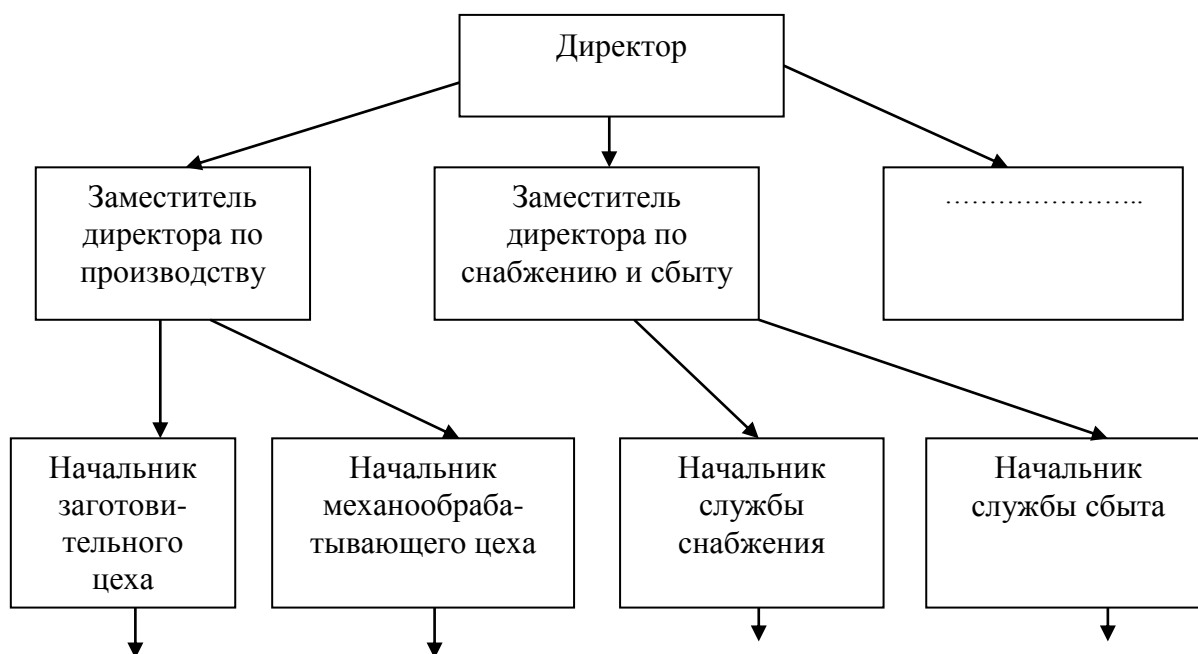 Директор
Заместитель
директора по
производству
Заместитель
директора по
снабжению и сбыту
…………………..
Начальник
заготови-
тельного
цеха
Начальник
механообраба-
тывающего цеха
Начальник
службы
снабжения
Начальник
службы сбыта